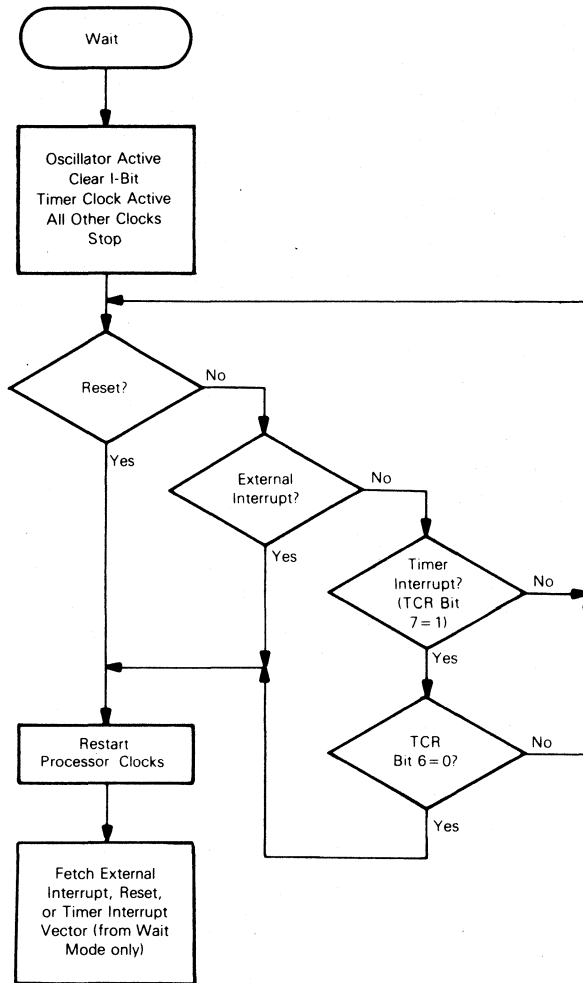 Wait
Oscillator Active
Clear I-Bit
Timer Clock Active
All Other Clocks
Stop
Reset?
No
Yes
External
Interrupt?
No
Yes
Timer
Interrupt?
(TCR Bit
7=1)
No
Yes
TCR
Bit 6=0?
No
Yes
Restart
Processor Clocks
Fetch External
Interrupt, Reset,
or Timer Interrupt
Vector (from Wait
Mode only)